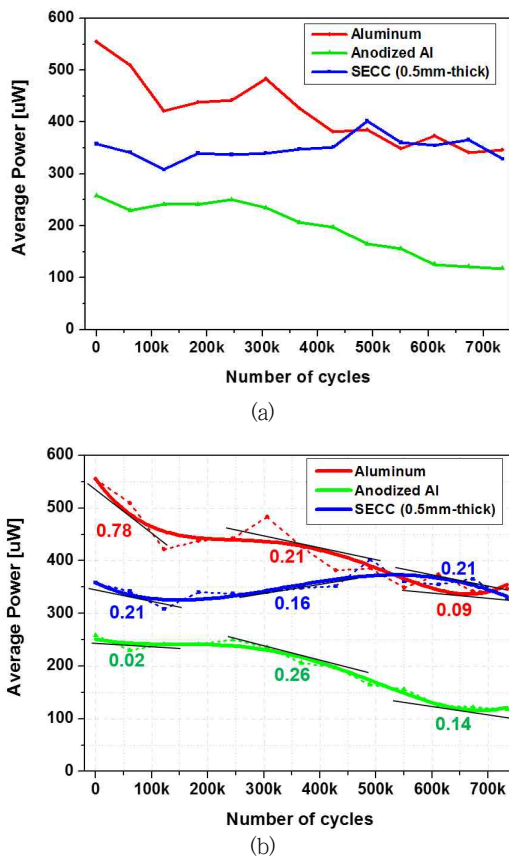 600
500
400
300
200
100
0
Average Power [uW]
Aluminum
Anodized Al
SECC (0.5mm-thick)
0 100k 200k 300k 400k 500k 600k 700k
Number of cycles
(a)
600
500
400
300
200
100
0
Average Power [uW]
Aluminum
Anodized Al
SECC (0.5mm-thick)
0.78
0.21
0.21
0.21
0.16
0.09
0.02
0.26
0.14
0 100k 200k 300k 400k 500k 600k 700k
Number of cycles
(b)